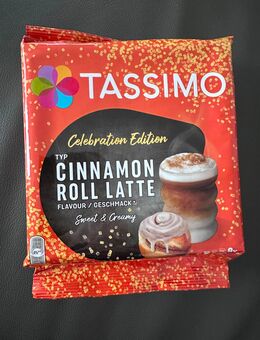 TASSIMO
Celebration Edition
TYP
CINNAMON
ROLL LATTE
FLAVOUR / GESCHMACK
Sweet & Creamy